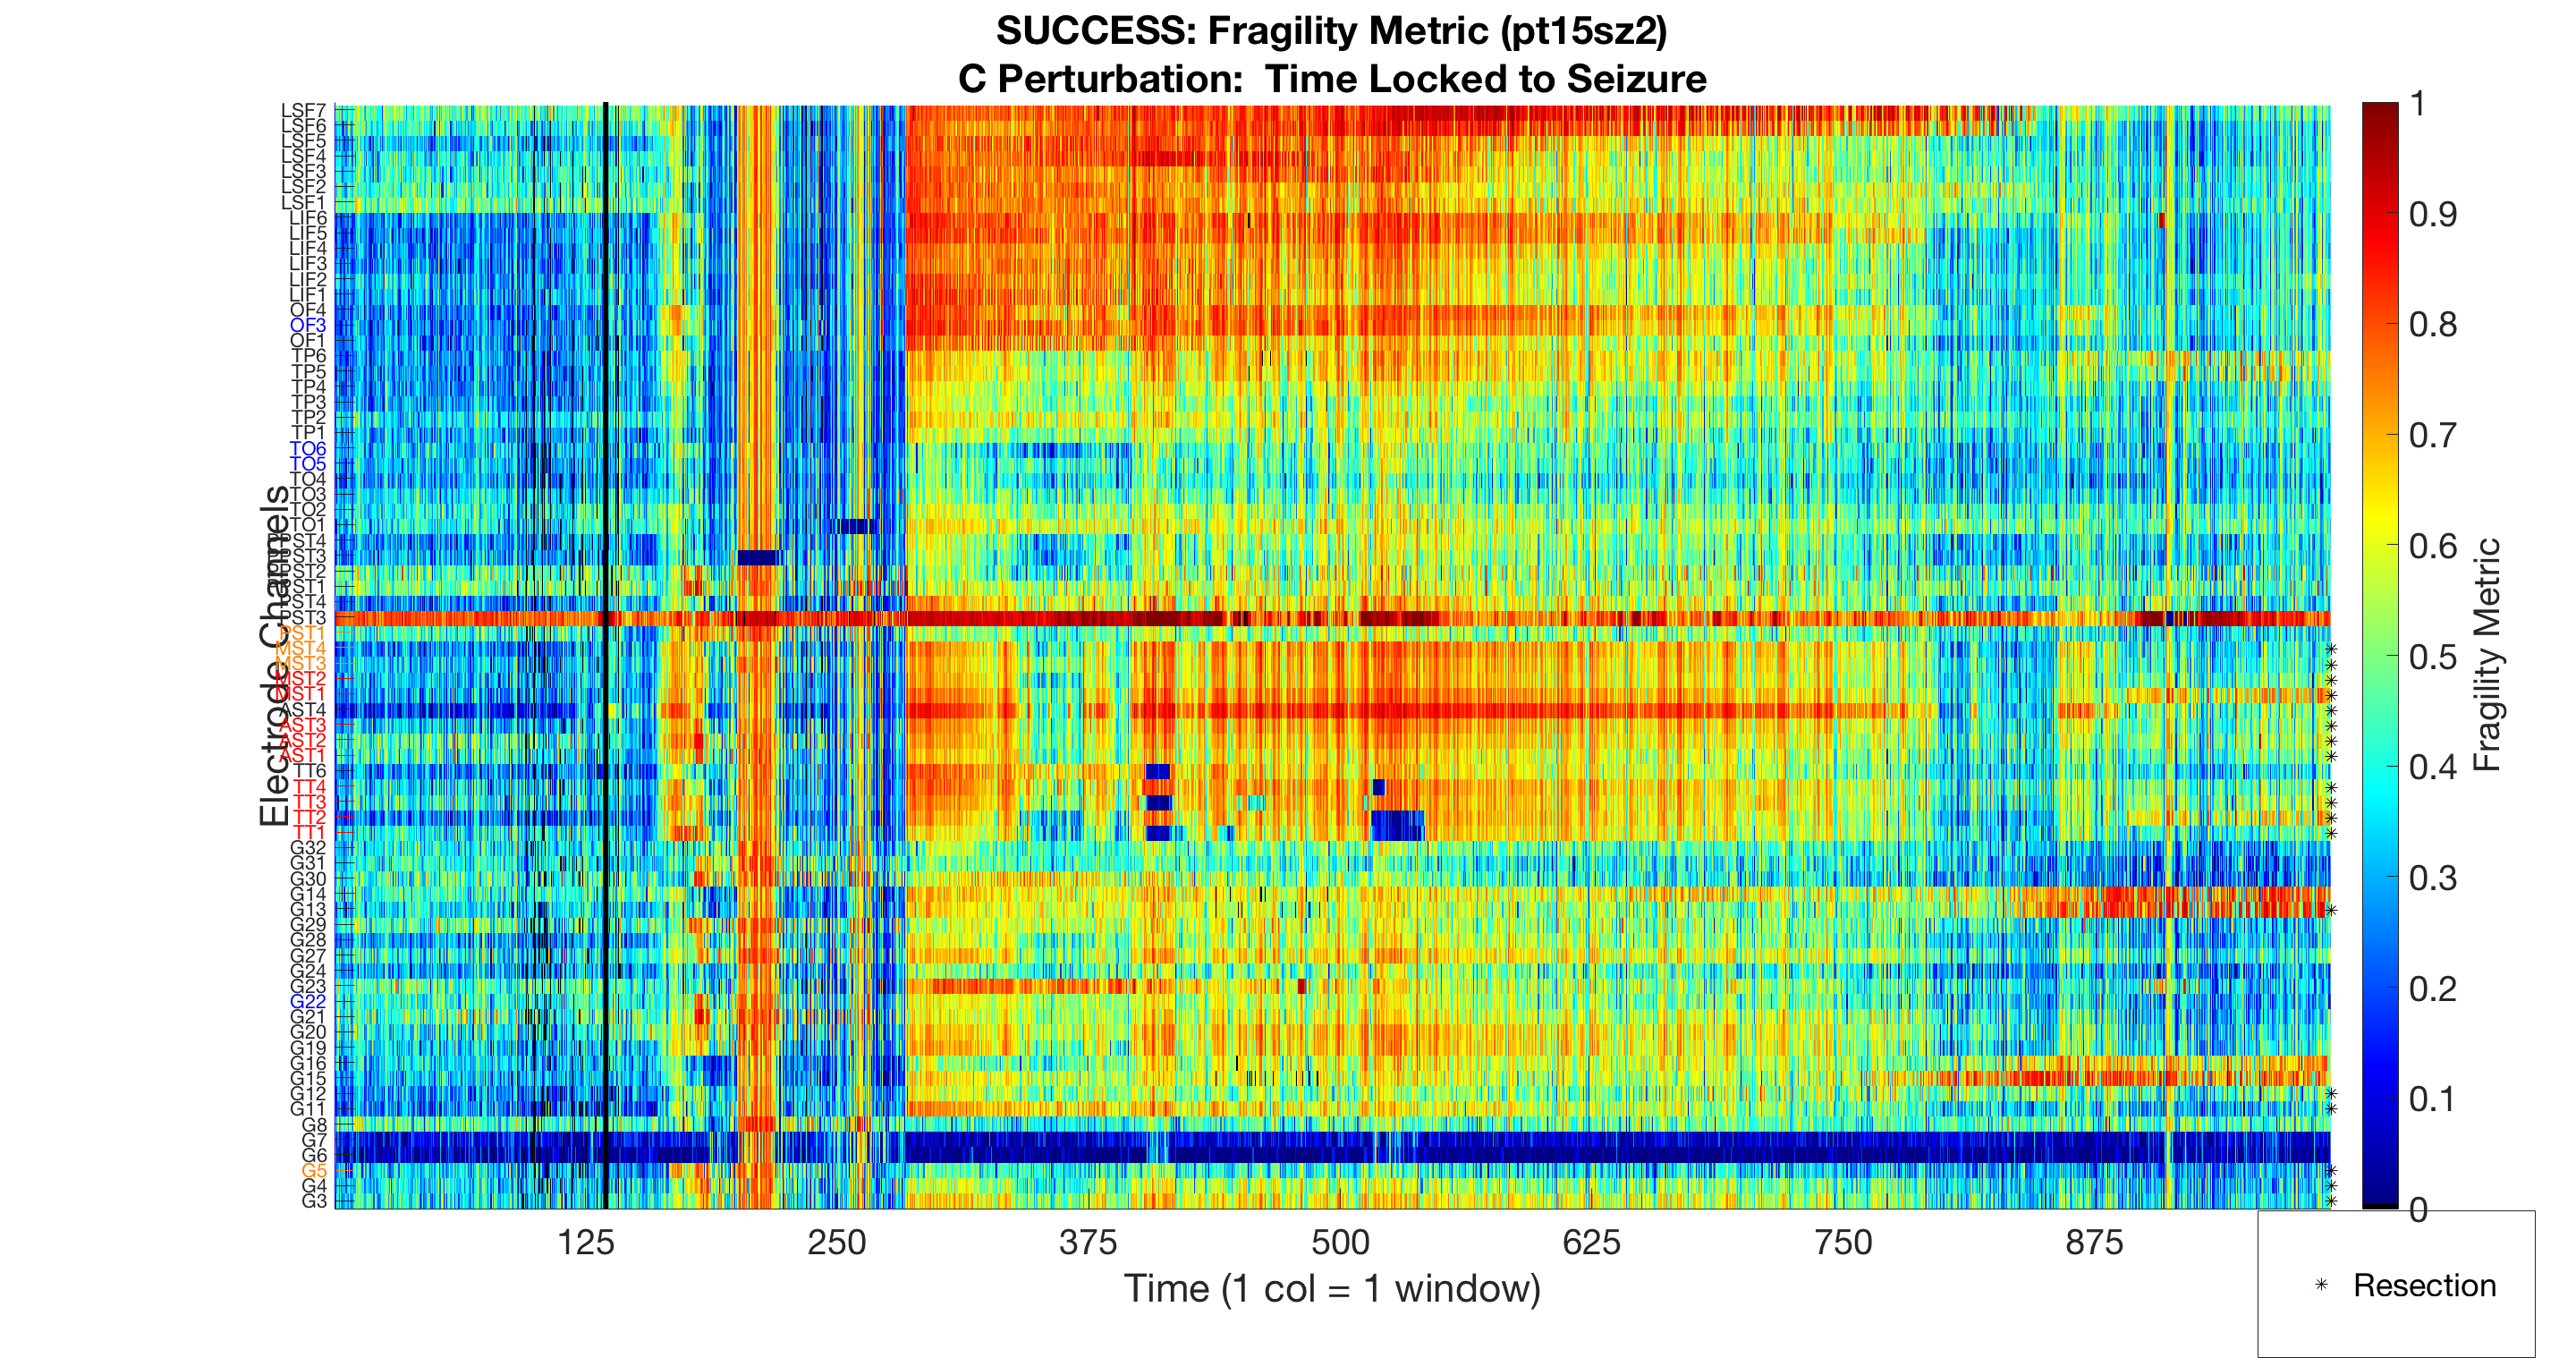 SUCCESS: Fragility Metric (pt15sz2)
C Perturbation:  Time Locked to Seizure
LSF7
LSF6
LSF5
LSF4
LSF3
LSF2
LSF1
LIF6
LIF5
LIF4
LIF3
LIF2
LIF1
OF4
OF3
OF1
TP6
TP5
TP4
TP3
TP2
TP1
TO6
TO5
TO4
TO3
TO2
TO1
MST4
MST3
MST2
MST1
AST4
AST3
AST2
AST1
TT6
TT4
TT3
TT2
TT1
G32
G31
G30
G14
G13
G29
G28
G27
G24
G23
G22
G21
G20
G19
G16
G15
G12
G11
G8
G7
G6
G5
G4
G3
Electrode Channels
125 250 375 500 625 750 875
Time (1 col = 1 window)
1
0.9
0.8
0.7
0.6
0.5
0.4
0.3
0.2
0.1
0
Fragility Metric
Resection